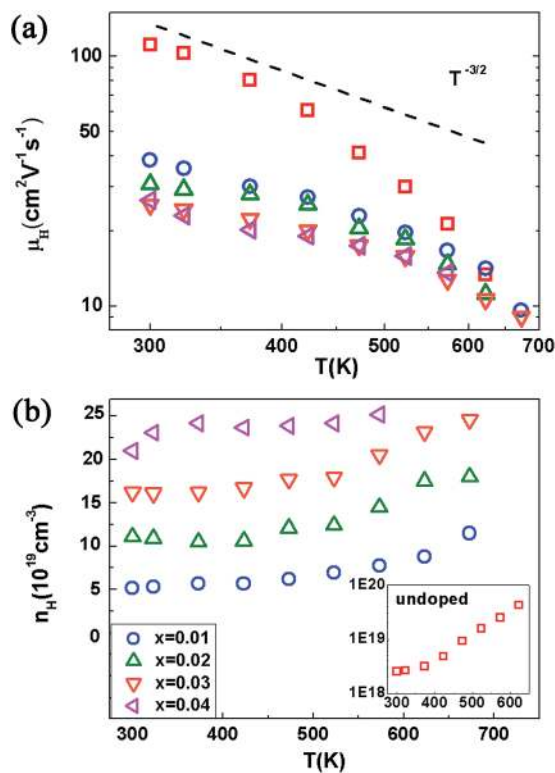 (a)
100
T^-3/2
50
μ_H(cm²V⁻¹s⁻¹)
10
300 400 500 600 700
T(K)
(b)
25
20
15
10
5
0
n_H(10¹⁹cm⁻³)
1E20
undoped
1E19
1E18
300 400 500 600
x=0.01
x=0.02
x=0.03
x=0.04
300 400 500 600 700
T(K)